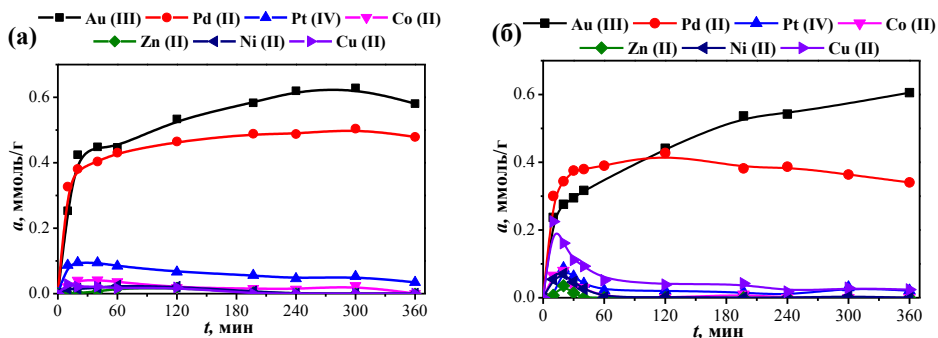 (а)
Au (III) Pd (II) Pt (IV) Co (II)
Zn (II) Ni (II) Cu (II)
0.6
0.4
0.2
0.0
a, ммоль/г
0 60 120 180 240 300 360
t, мин
(б)
Au (III) Pd (II) Pt (IV) Co (II)
Zn (II) Ni (II) Cu (II)
0.6
0.4
0.2
0.0
a, ммоль/г
0 60 120 180 240 300 360
t, мин